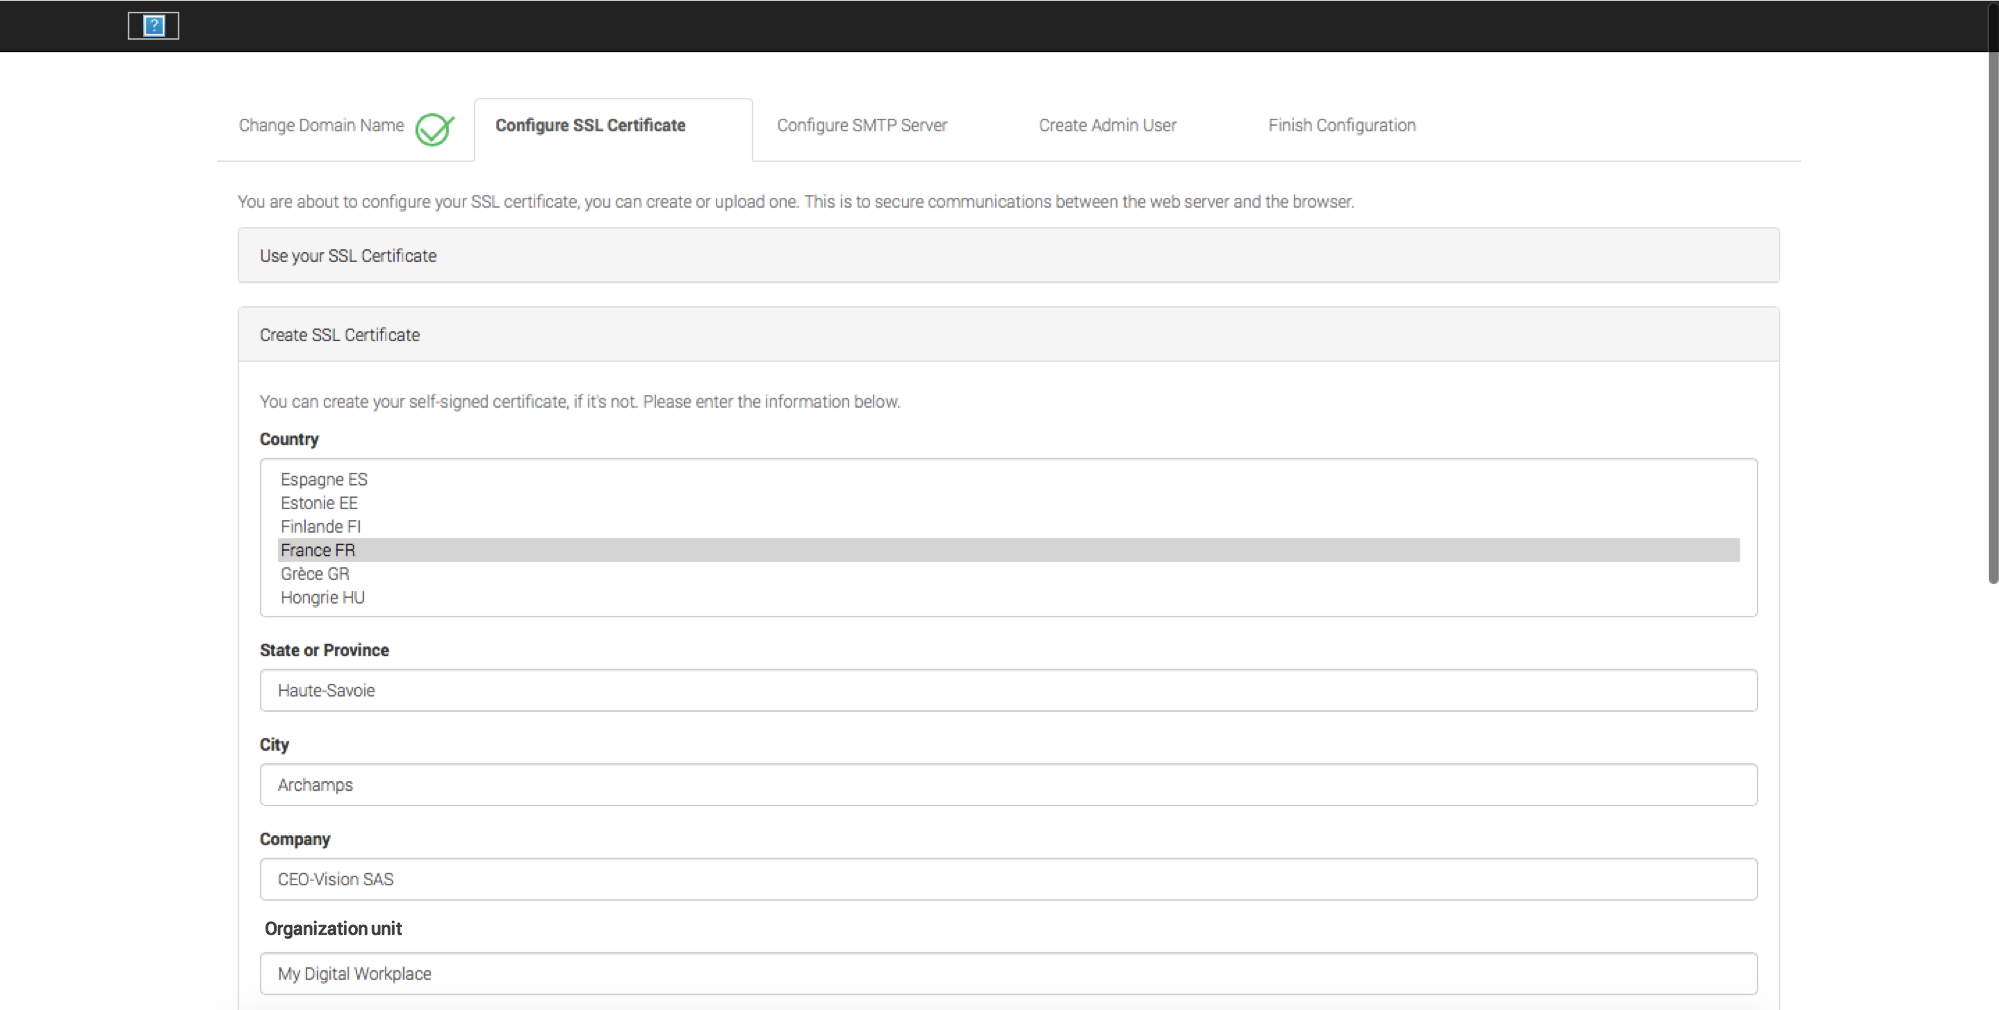 Change Domain Name
Configure SSL Certificate
Configure SMTP Server
Create Admin User
Finish Configuration
You are about to configure your SSL certificate, you can create or upload one. This is to secure communications between the web server and the browser.
Use your SSL Certificate
Create SSL Certificate
You can create your self-signed certificate, if it's not. Please enter the information below.
Country
Espagne ES
Estonie EE
Finlande FI
France FR
Grèce GR
Hongrie HU
State or Province
Haute-Savoie
City
Archamps
Company
CEO-Vision SAS
Organization unit
My Digital Workplace